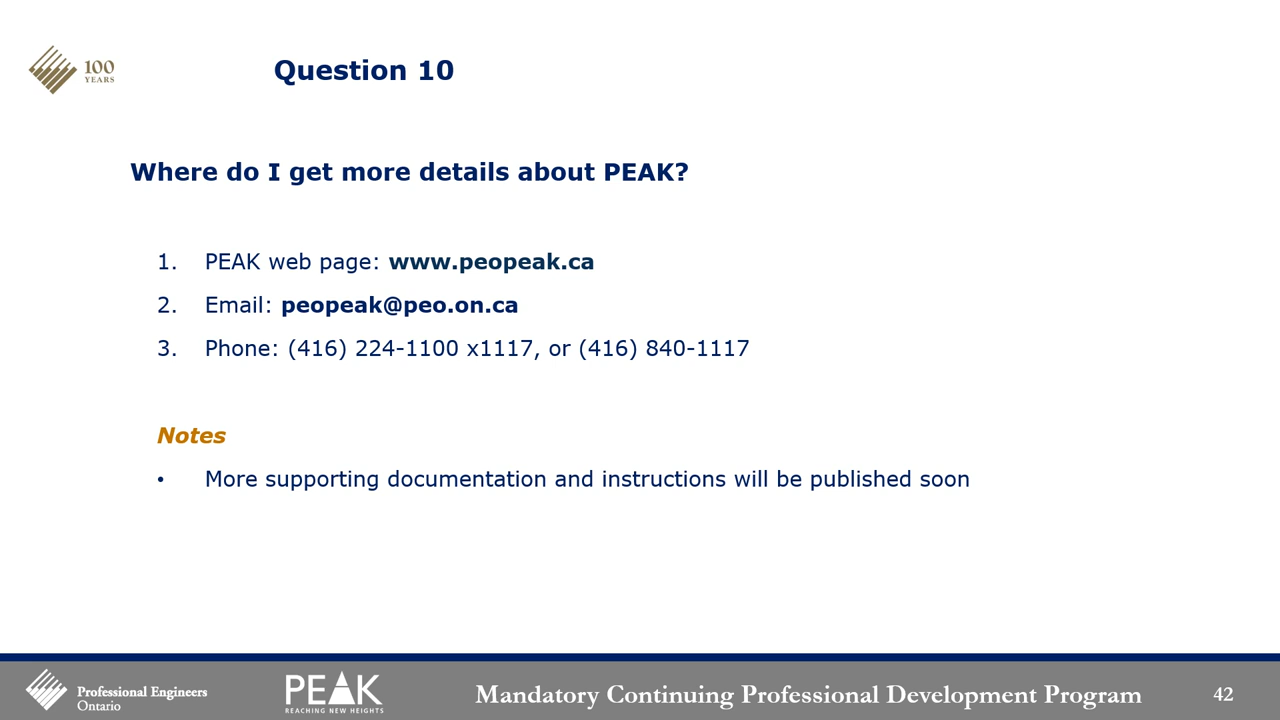 100
YEARS
Question 10
Where do I get more details about PEAK?
1. PEAK web page: www.peopeak.ca
2. Email: peopeak@peo.on.ca
3. Phone: (416) 224-1100 x1117, or (416) 840-1117
Notes
• More supporting documentation and instructions will be published soon
Professional Engineers
Ontario
PEAK
REACHING NEW HEIGHTS
Mandatory Continuing Professional Development Program
42